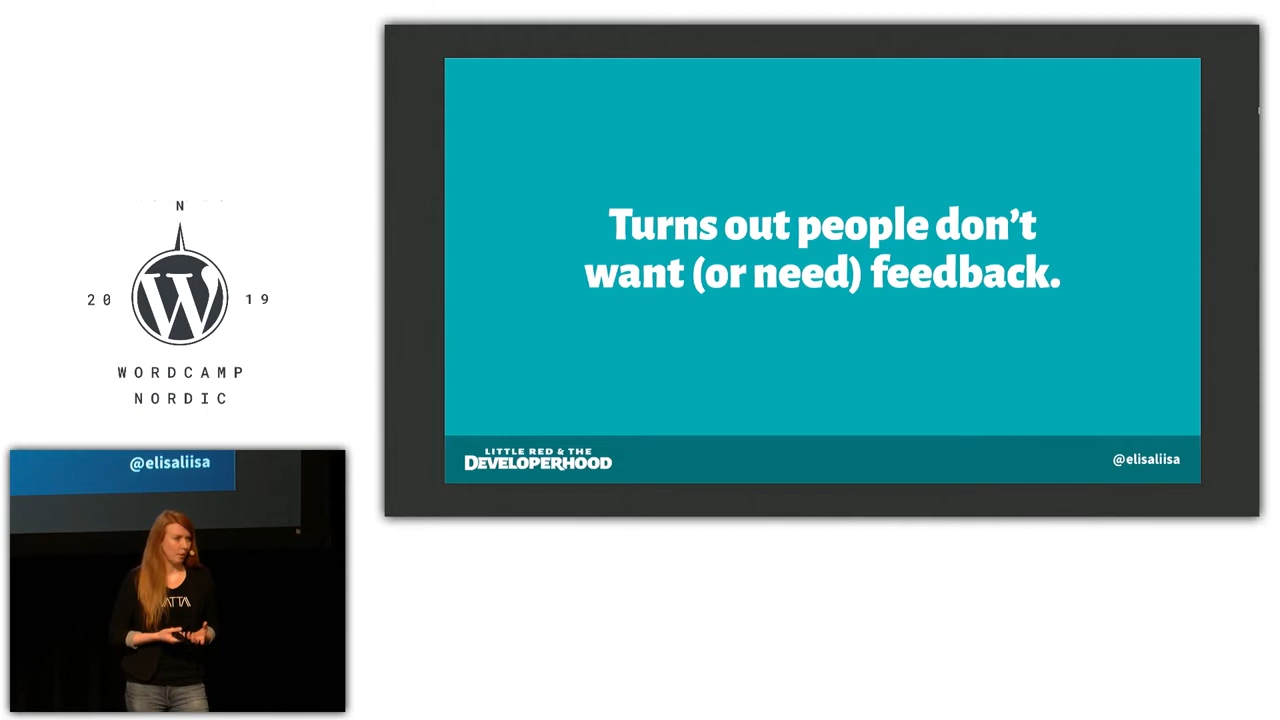 N
20 19
WORDCAMP
NORDIC
@elisaliisa
Turns out people don’t
want (or need) feedback.
LITTLE RED & THE
DEVELOPERHOOD
@elisaliisa